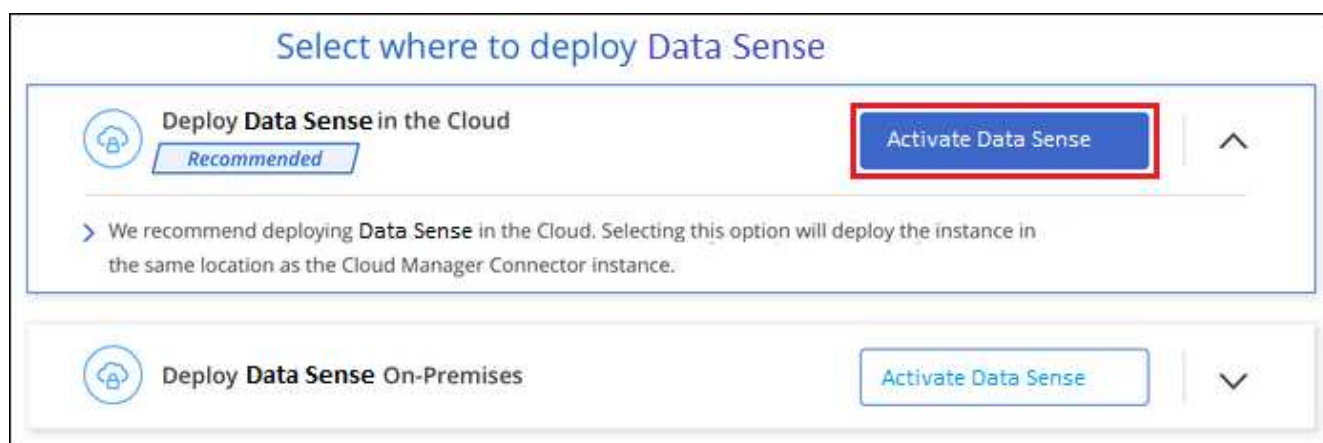 Select where to deploy Data Sense
Deploy Data Sense in the Cloud
Activate Data Sense
Recommended
We recommend deploying Data Sense in the Cloud. Selecting this option will deploy the instance in
the same location as the Cloud Manager Connector instance.
Deploy Data Sense On-Premises
Activate Data Sense